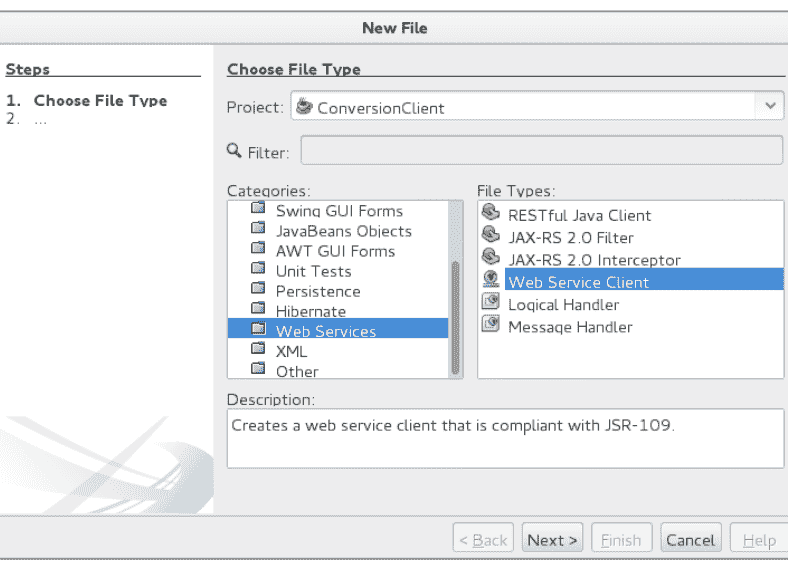 New File
Steps
1. Choose File Type
2. ...
Choose File Type
Project: ConversionClient
Filter:
Categories:
Swing GUI Forms
JavaBeans Objects
AWT GUI Forms
Unit Tests
Persistence
Hibernate
Web Services
XML
Other
File Types:
RESTful Java Client
JAX-RS 2.0 Filter
JAX-RS 2.0 Interceptor
Web Service Client
Logical Handler
Message Handler
Description:
Creates a web service client that is compliant with JSR-109.
< Back Next > Finish Cancel Help